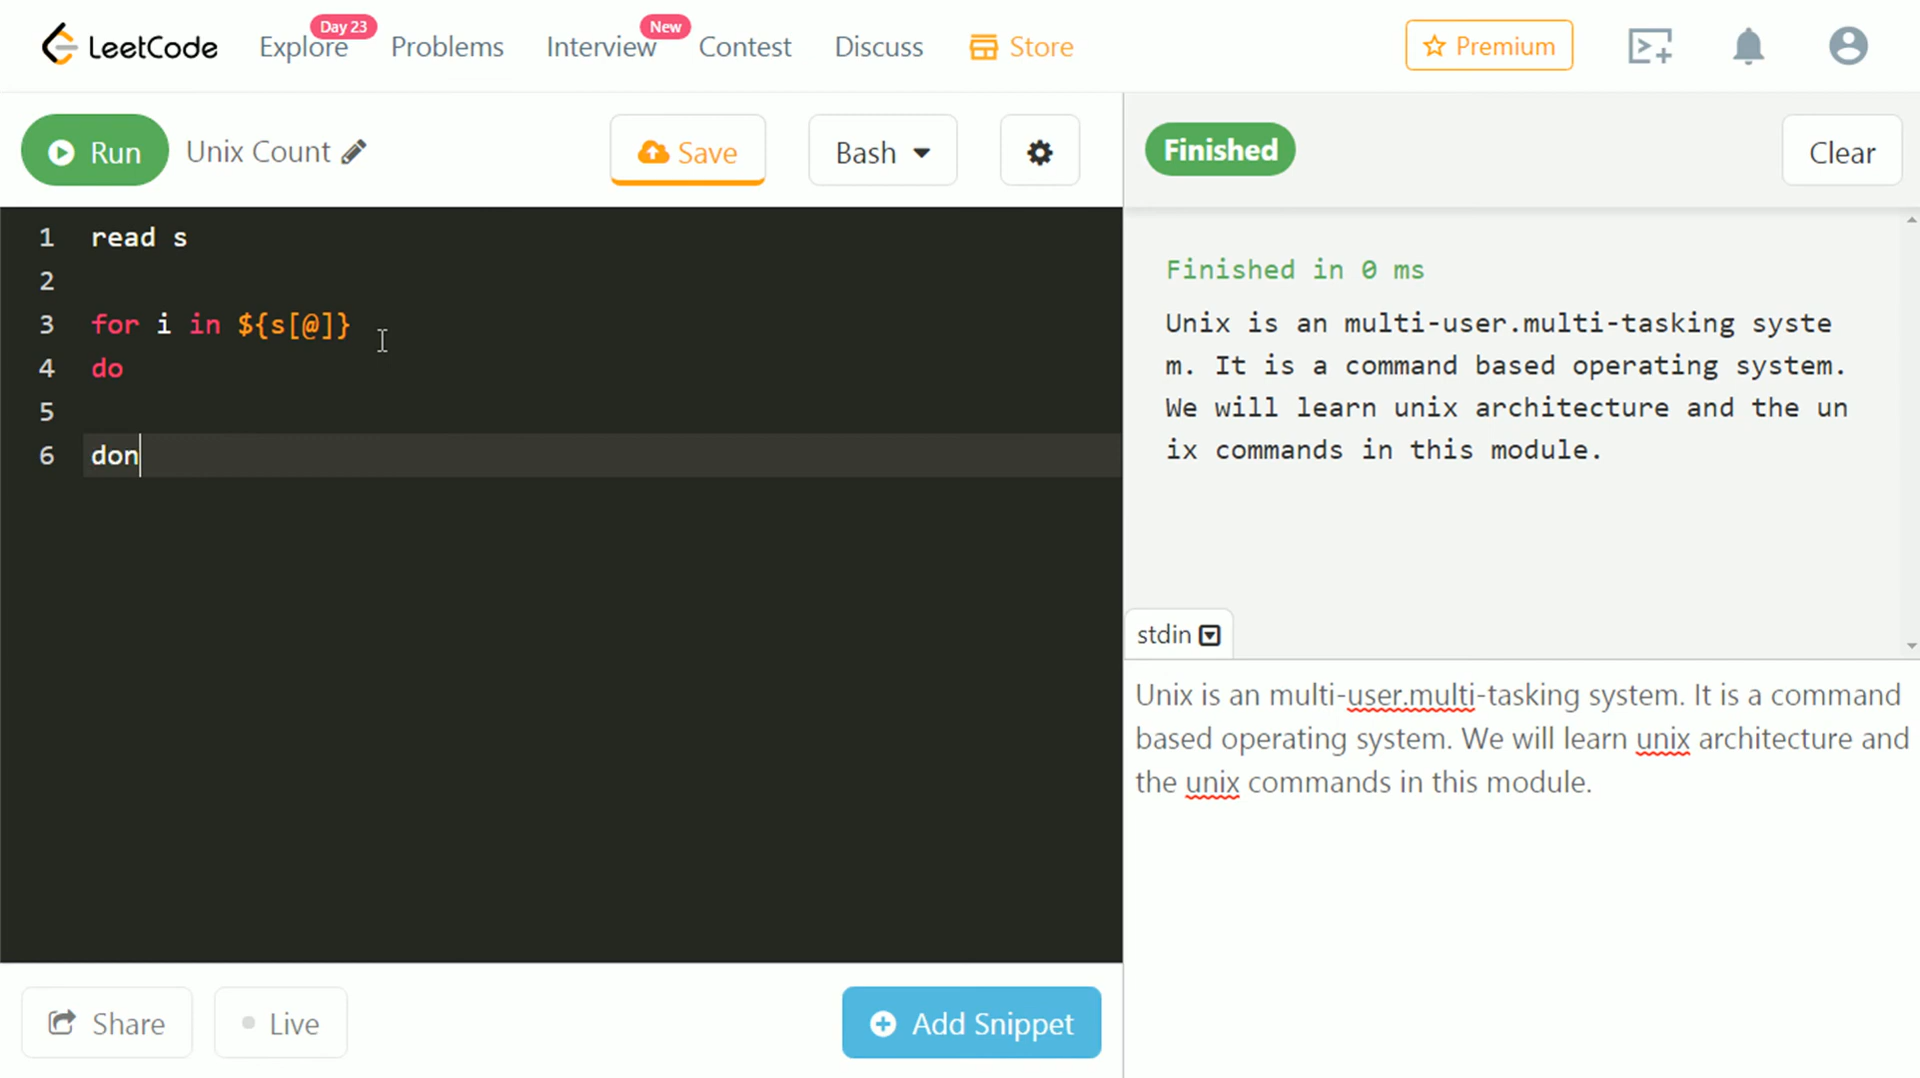 LeetCode Explore Day 23 Problems Interview New Contest Discuss Store Premium
Run Unix Count Save Bash
1 read s
2
3 for i in ${s[@]}
4 do
5
6 don
Share Live Add Snippet
Finished Clear
Finished in 0 ms
Unix is an multi-user.multi-tasking syste
m. It is a command based operating system.
We will learn unix architecture and the un
ix commands in this module.
stdin
Unix is an multi-user.multi-tasking system. It is a command
based operating system. We will learn unix architecture and
the unix commands in this module.